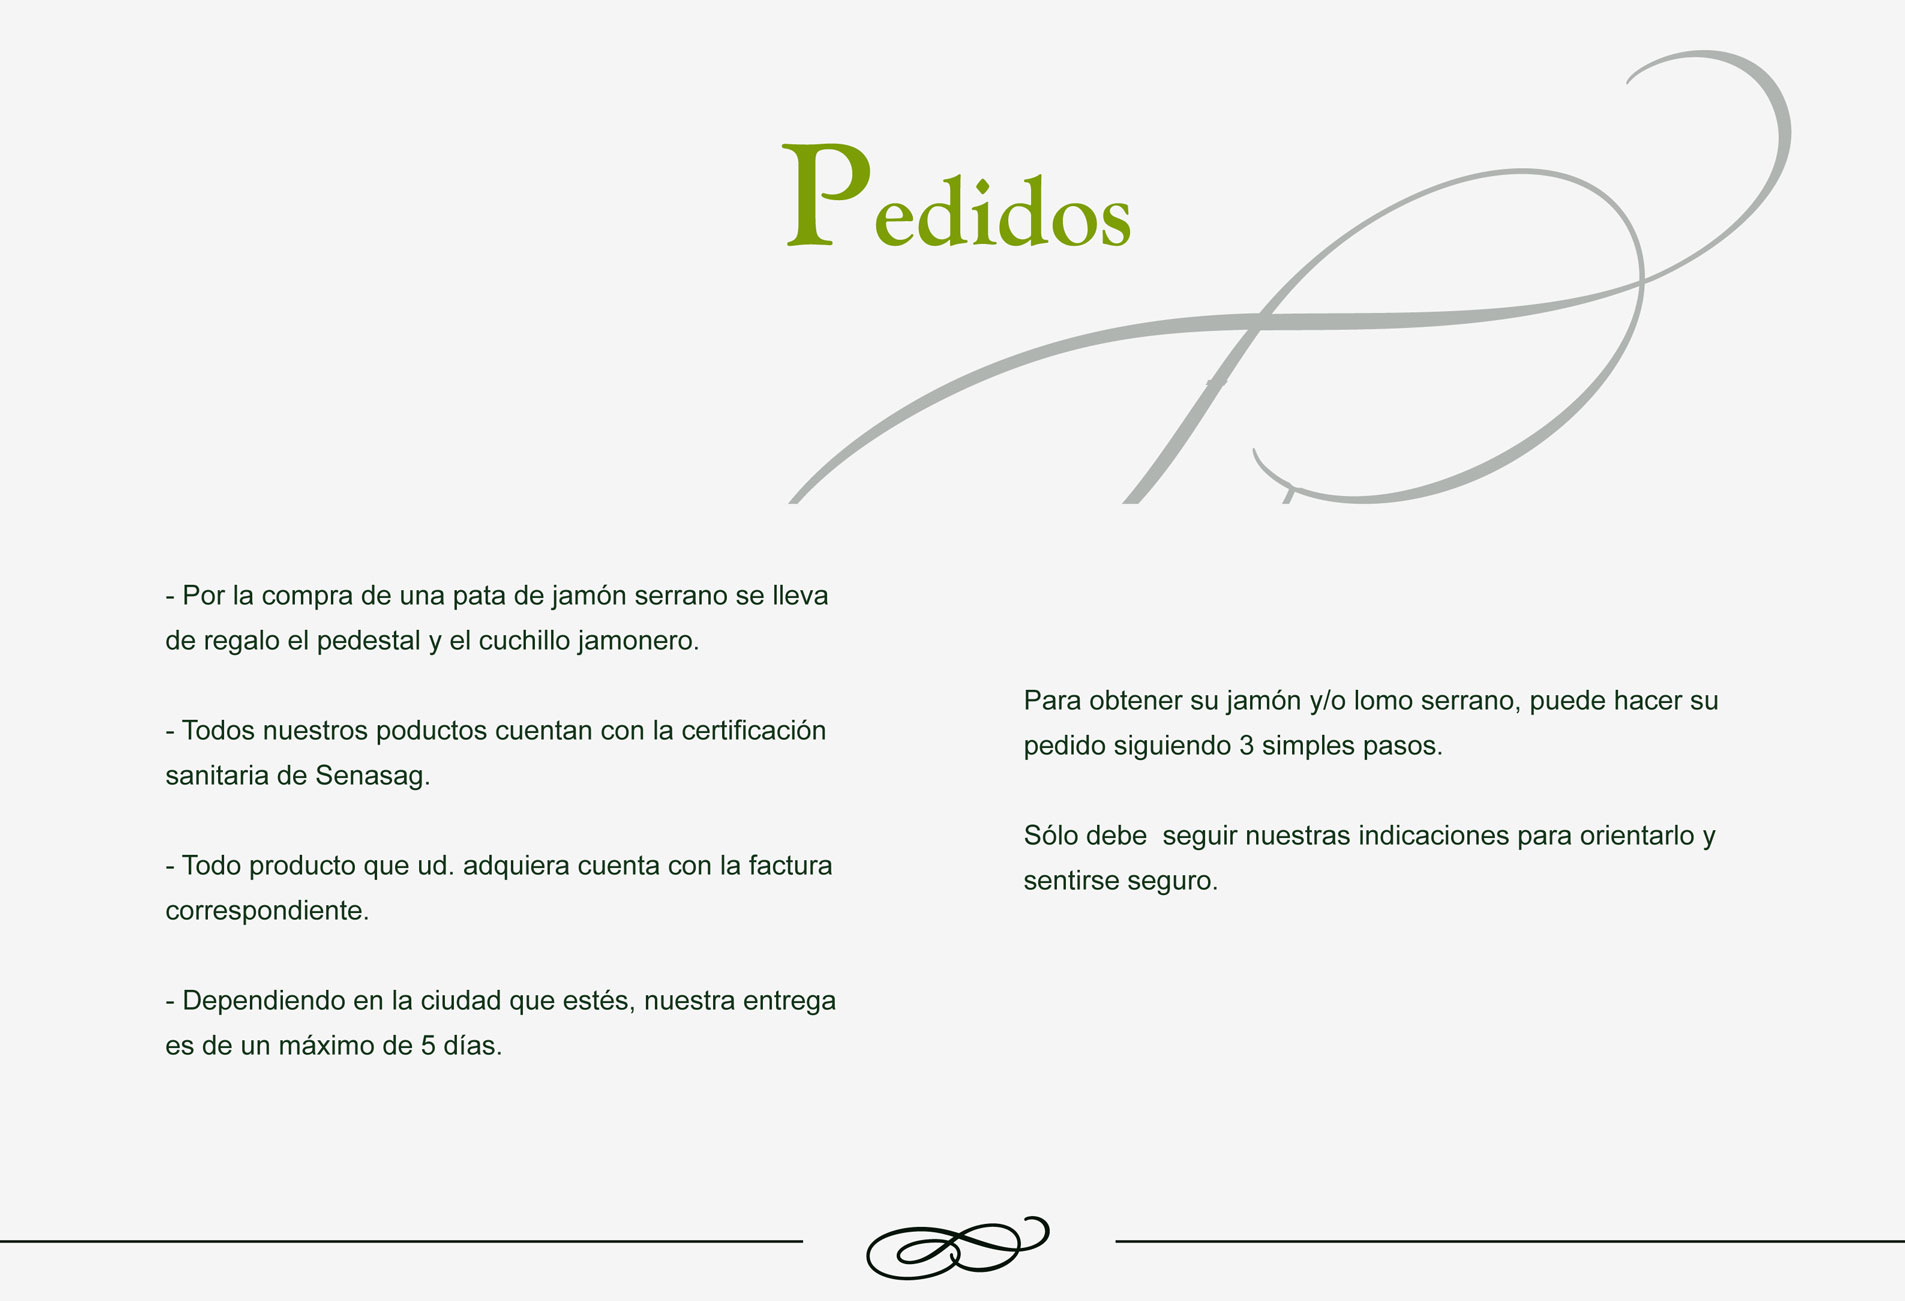 Pedidos
- Por la compra de una pata de jamón serrano se lleva
de regalo el pedestal y el cuchillo jamonero.
- Todos nuestros poductos cuentan con la certificación
sanitaria de Senasag.
- Todo producto que ud. adquiera cuenta con la factura
correspondiente.
- Dependiendo en la ciudad que estés, nuestra entrega
es de un máximo de 5 días.
Para obtener su jamón y/o lomo serrano, puede hacer su
pedido siguiendo 3 simples pasos.
Sólo debe  seguir nuestras indicaciones para orientarlo y
sentirse seguro.